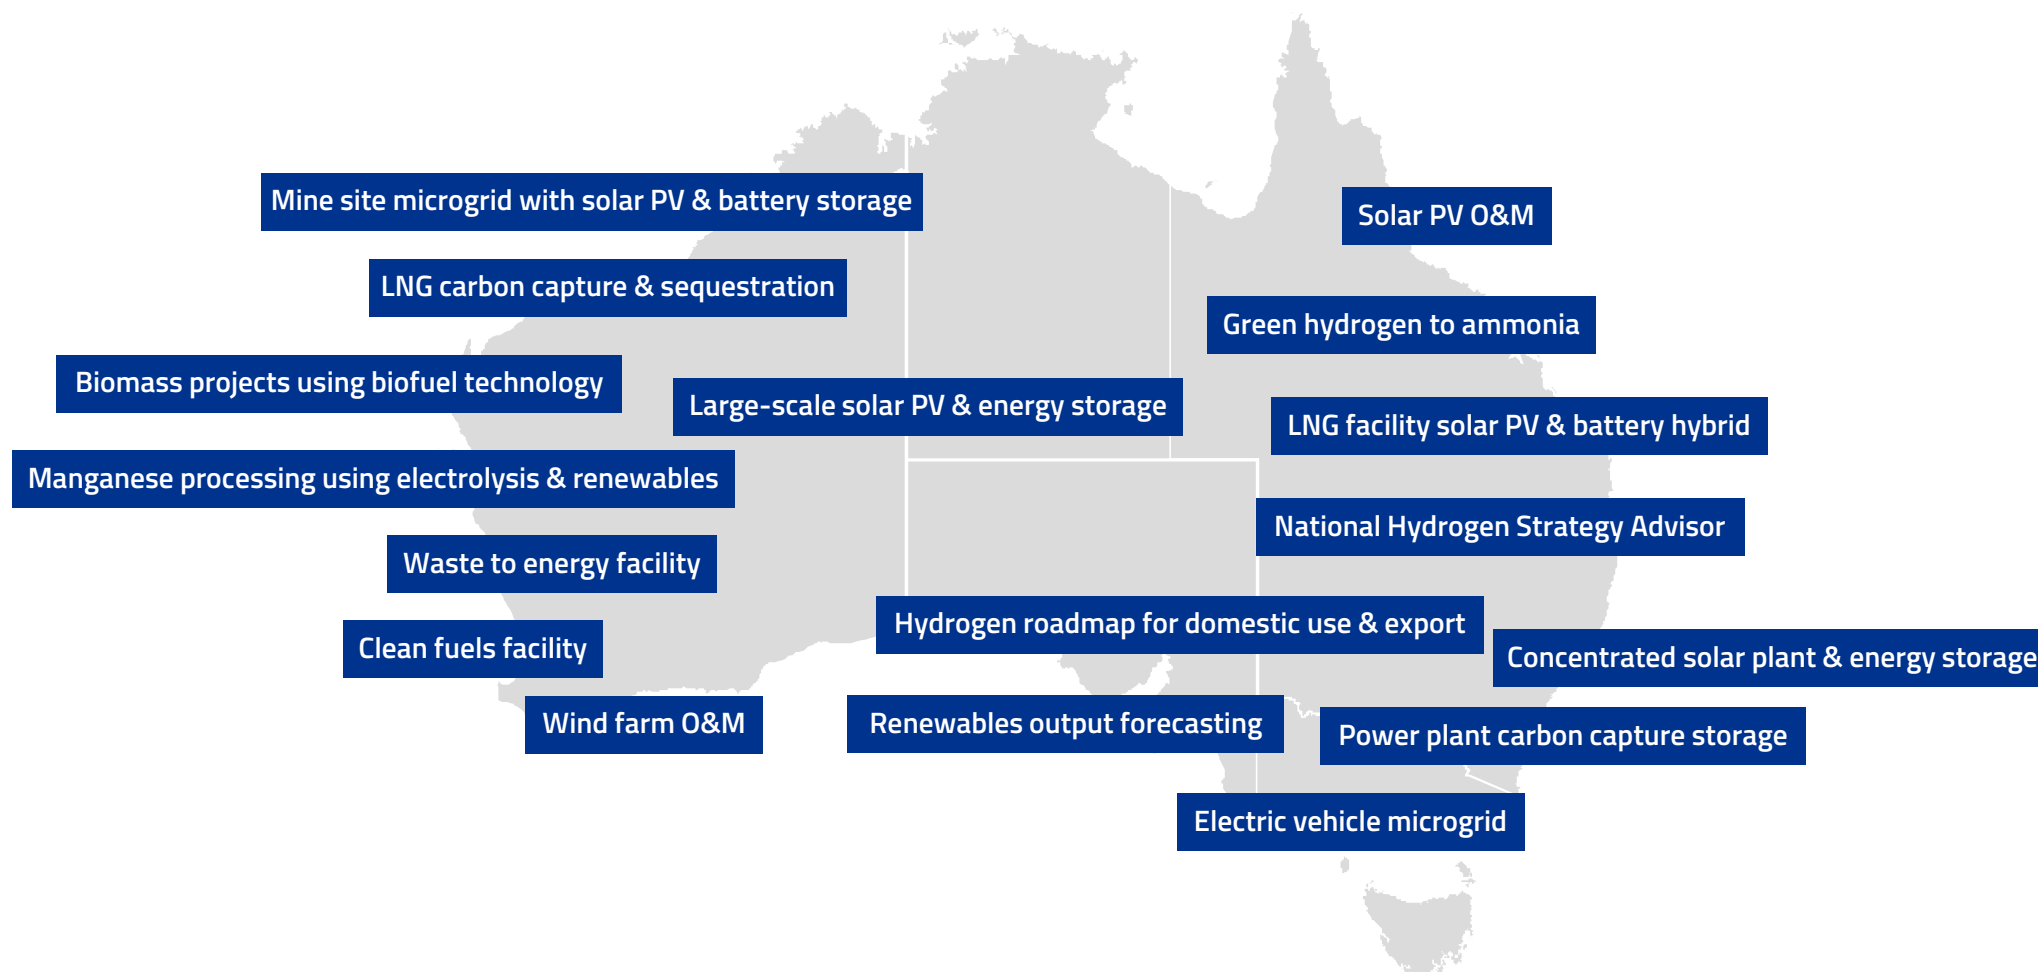 Mine site microgrid with solar PV & battery storage
Solar PV O&M
LNG carbon capture & sequestration
Green hydrogen to ammonia
Biomass projects using biofuel technology
Large-scale solar PV & energy storage
LNG facility solar PV & battery hybrid
Manganese processing using electrolysis & renewables
National Hydrogen Strategy Advisor
Waste to energy facility
Hydrogen roadmap for domestic use & export
Clean fuels facility
Concentrated solar plant & energy storage
Wind farm O&M
Renewables output forecasting
Power plant carbon capture storage
Electric vehicle microgrid